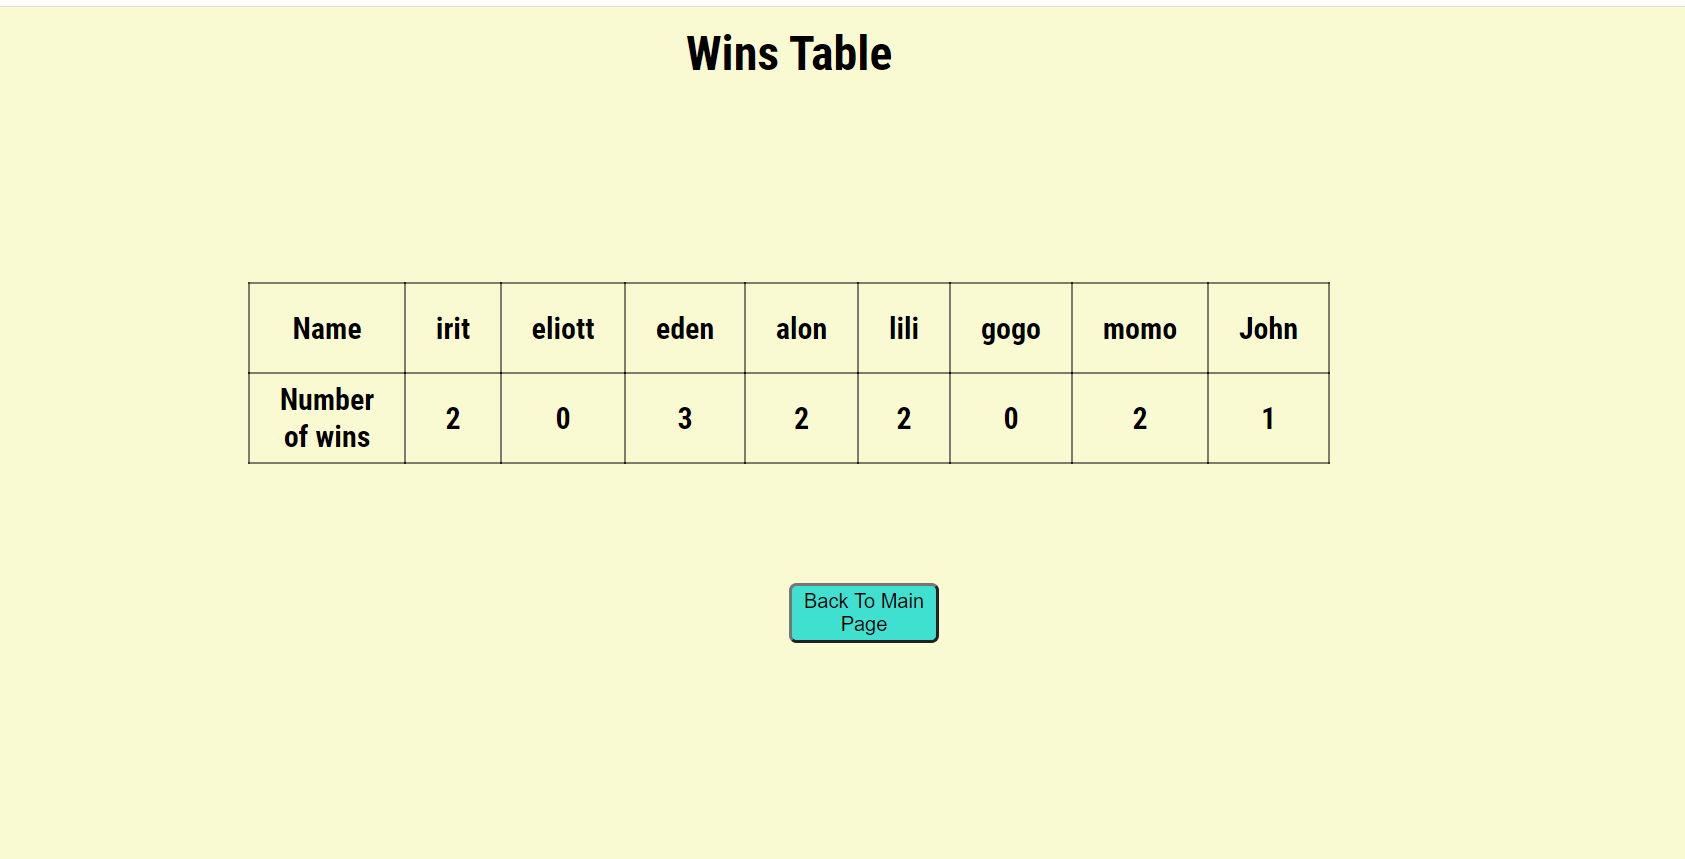 Wins Table
Name irit eliott eden alon lili gogo momo John
Number
of wins 2 0 3 2 2 0 2 1
Back To Main
Page